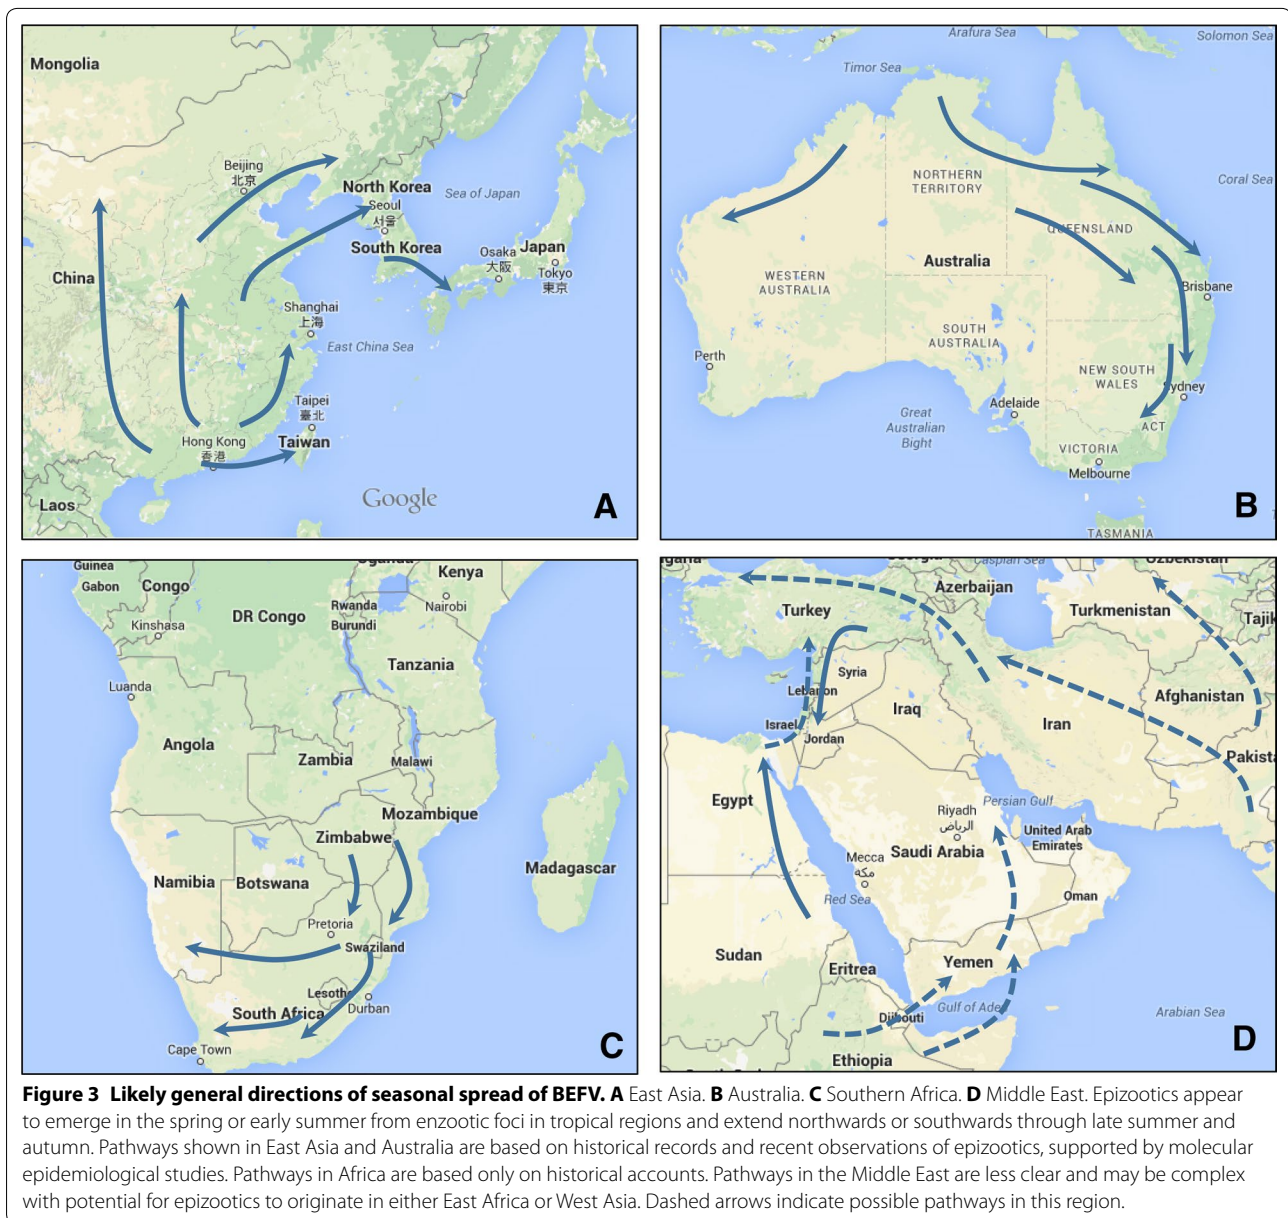 Mongolia
Beijing
北京
North Korea
Sea of Japan
Seoul
서울
South Korea
Osaka
大阪
Japan
Tokyo
東京
China
Shanghai
上海
East China Sea
Taipei
臺北
Hong Kong
香港
Taiwan
Laos
Google
A
Arafura Sea
Solomon Sea
Timor Sea
Coral Sea
NORTHERN
TERRITORY
QUEENSLAND
Australia
WESTERN
AUSTRALIA
Brisbane
SOUTH
AUSTRALIA
Perth
NEW SOUTH
WALES
Sydney
Adelaide
Great
Australian
Bight
ACT
VICTORIA
Melbourne
TASMANIA
B
Guinea
Gabon
Congo
Uganda
Kenya
DR Congo
Rwanda
Burundi
Nairobi
Kinshasa
Tanzania
Luanda
Angola
Zambia
Malawi
Mozambique
Zimbabwe
Madagascar
Namibia
Botswana
Pretoria
Swaziland
Lesotho
Durban
South Africa
Cape Town
C
Caspian Sea
Uzbekistan
Azerbaijan
Turkey
Turkmenistan
Tajik
Syria
Lebanon
Afghanistan
Iraq
Israel
Iran
Jordan
Pakista
Egypt
Persian Gulf
Riyadh
الرياض
United Arab
Emirates
Saudi Arabia
Mecca
مكه
Red Sea
Oman
Sudan
Yemen
Eritrea
Gulf of Ade
Djibouti
Arabian Sea
Ethiopia
D
Figure 3 Likely general directions of seasonal spread of BEFV. A East Asia. B Australia. C Southern Africa. D Middle East. Epizootics appear
to emerge in the spring or early summer from enzootic foci in tropical regions and extend northwards or southwards through late summer and
autumn. Pathways shown in East Asia and Australia are based on historical records and recent observations of epizootics, supported by molecular
epidemiological studies. Pathways in Africa are based only on historical accounts. Pathways in the Middle East are less clear and may be complex
with potential for epizootics to originate in either East Africa or West Asia. Dashed arrows indicate possible pathways in this region.